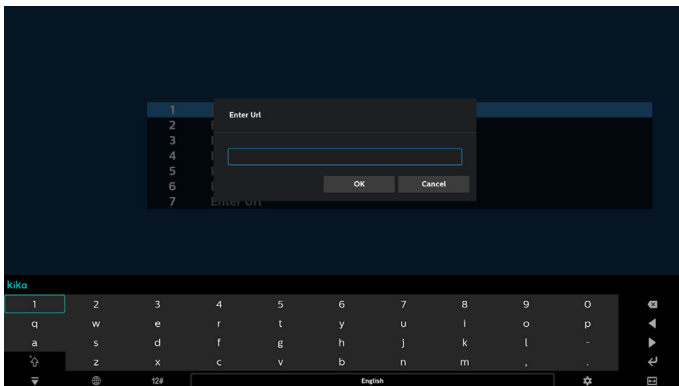 1
Enter Url
2
3
4
5
6
OK Cancel
7 Enter Url
kika
1 2 3 4 5 6 7 8 9 0
q w e r t y u i o p
a s d f g h j k l -
z x c v b n m , .
12# English